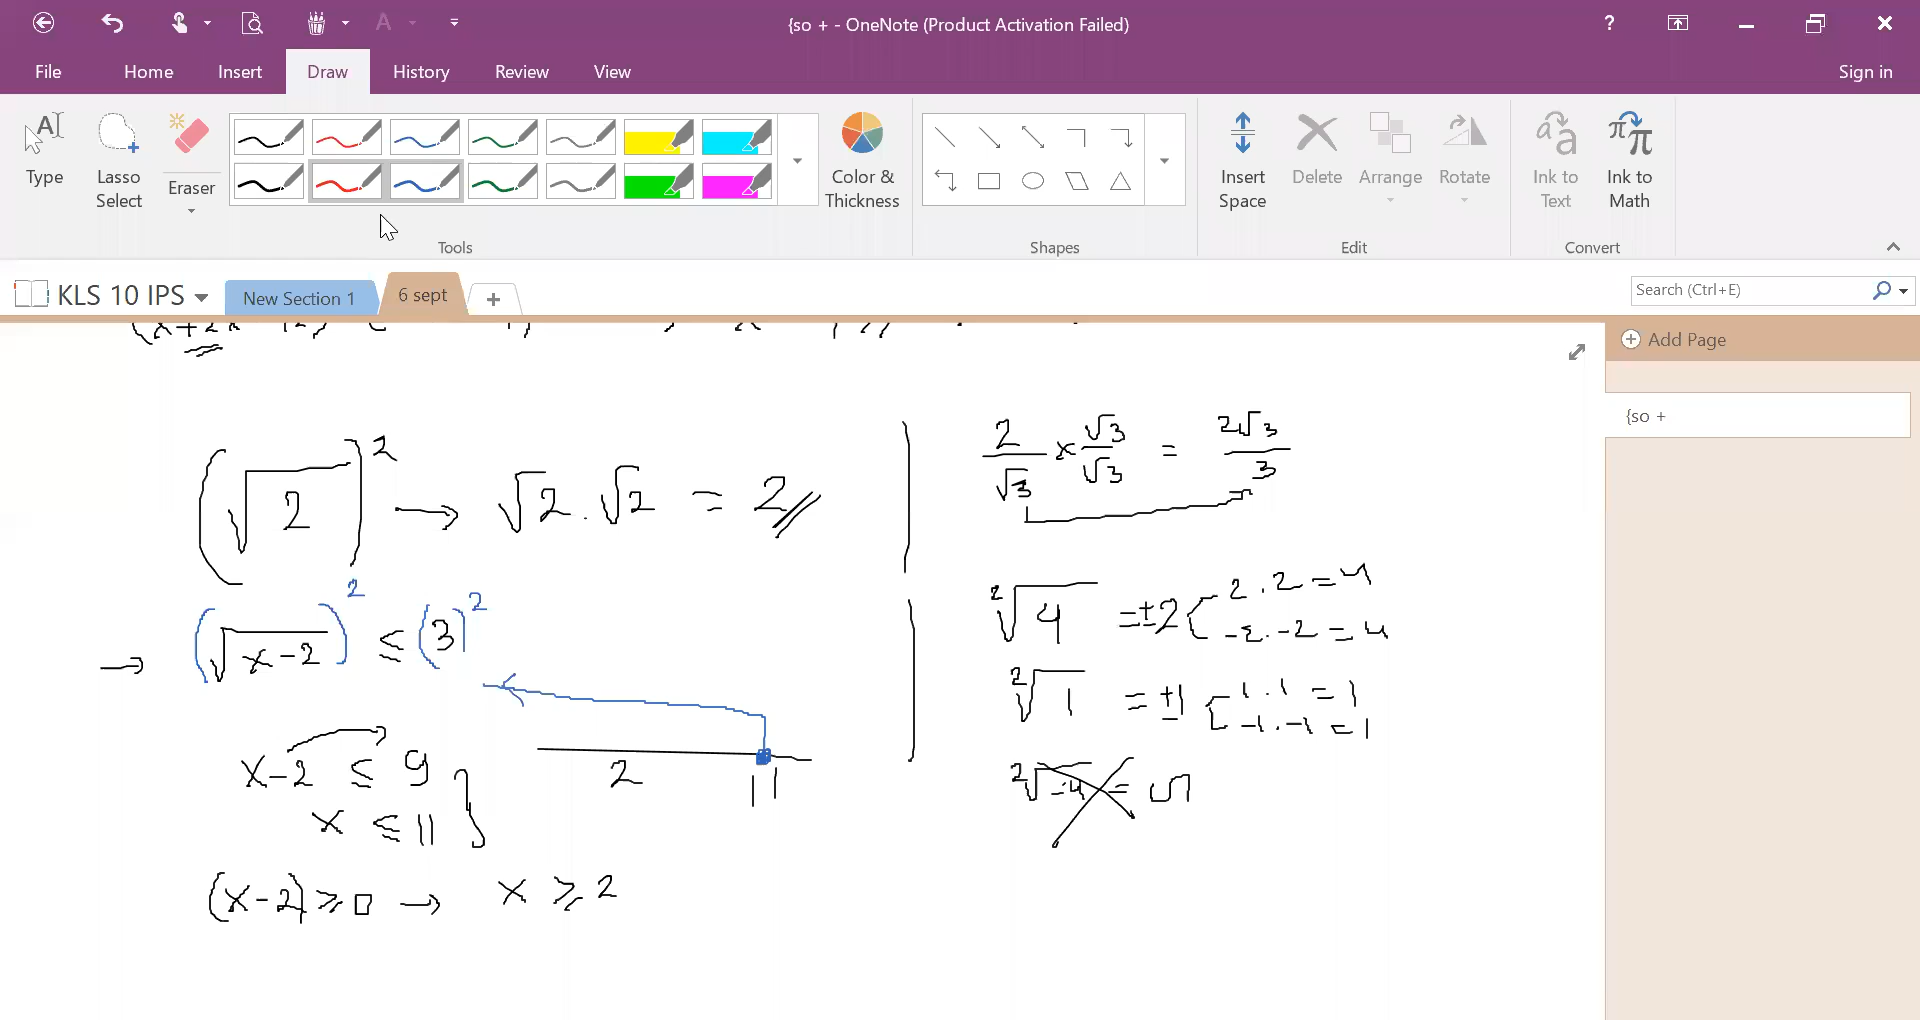 {so + - OneNote (Product Activation Failed)
?
File Home Insert Draw History Review View Sign in
Type
Lasso Select
Eraser
Color & Thickness
Insert Space
Delete
Arrange
Rotate
Ink to Text
Ink to Math
Tools Shapes Edit Convert
KLS 10 IPS New Section 1 6 sept +
Search (Ctrl+E)
Add Page
{so +
(√2)² → √2 . √2 = 2
→ (√x-2)² ≤ (3)²
x-2 ≤ 9
x ≤ 11
2 11
(x-2) ≥ 0 → x ≥ 2
2/√3 × √3/√3 = 2√3/3
²√4 = ±2 { 2 . 2 = 4
-2 . -2 = 4
²√1 = ±1 { 1 . 1 = 1
-1 . -1 = 1
²√-4 =